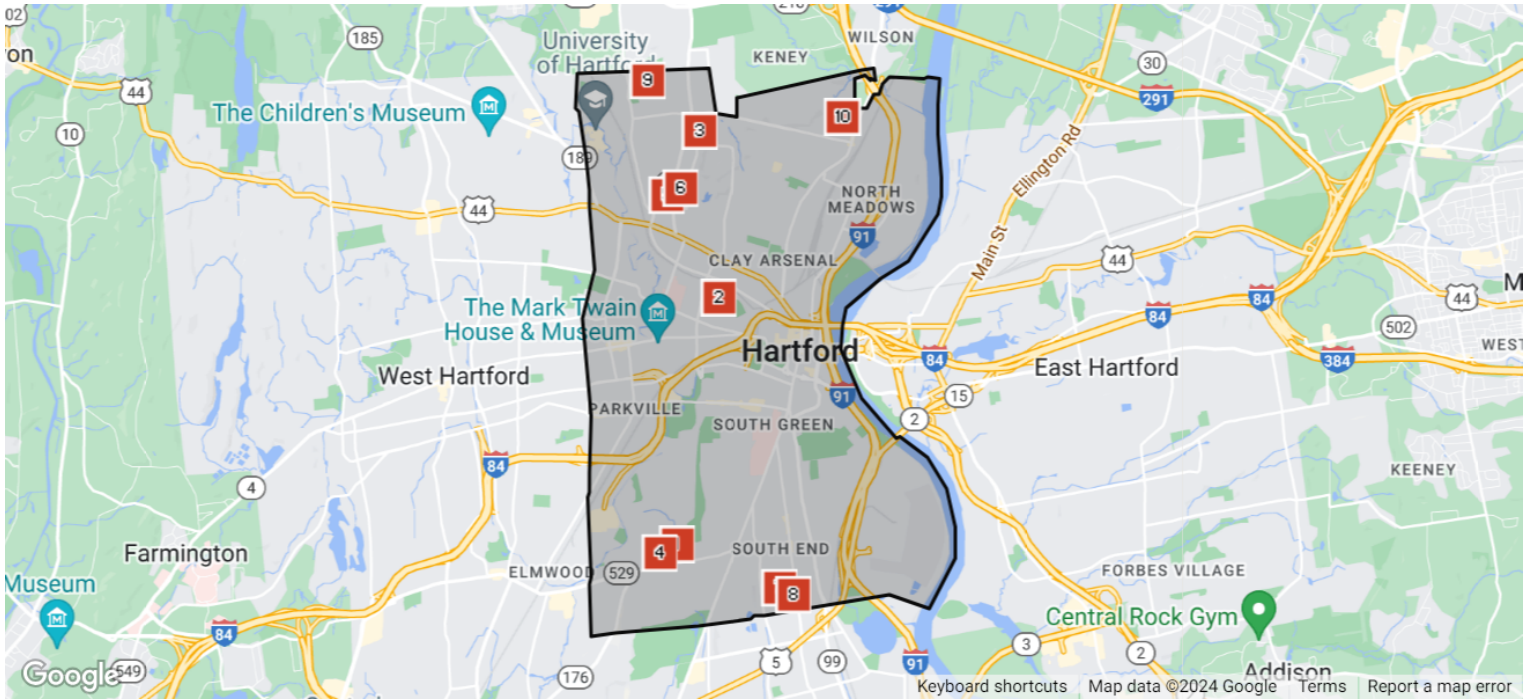 02
on
185
44
University
of Hartford
KENEY
WILSON
30
291
Ellington Rd
The Children's Museum
10
9
3
10
189
6
44
NORTH
MEADOWS
91
Main St
44
CLAY ARSENAL
2
The Mark Twain
House & Museum
84
84
44
502
WEST
384
Hartford
84
East Hartford
West Hartford
91
15
2
PARKVILLE
SOUTH GREEN
84
4
KEENEY
Farmington
4
SOUTH END
ELMWOOD
529
FORBES VILLAGE
Museum
8
Central Rock Gym
84
3
2
Google
549
176
5
99
91
Addison
Keyboard shortcuts
Map data ©2024 Google
Terms
Report a map error